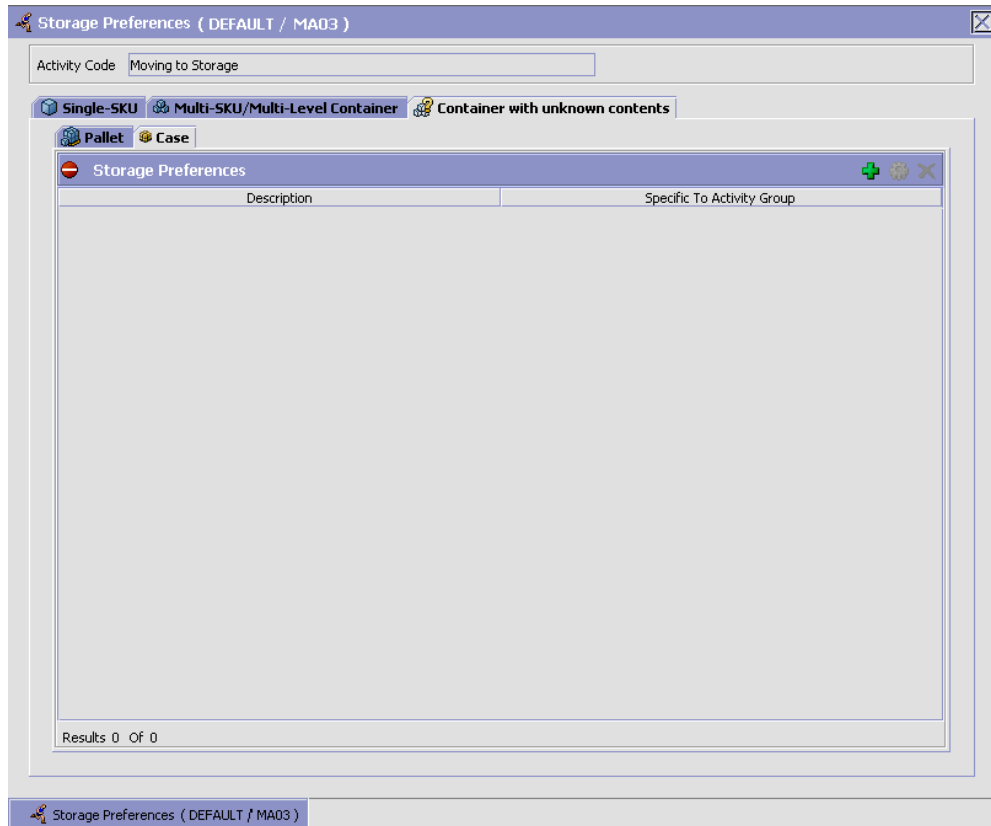 Storage Preferences ( DEFAULT / MA03 )
Activity Code Moving to Storage
Single-SKU Multi-SKU/Multi-Level Container Container with unknown contents
Pallet Case
Storage Preferences
Description Specific To Activity Group
Results 0 Of 0
Storage Preferences ( DEFAULT / MA03 )